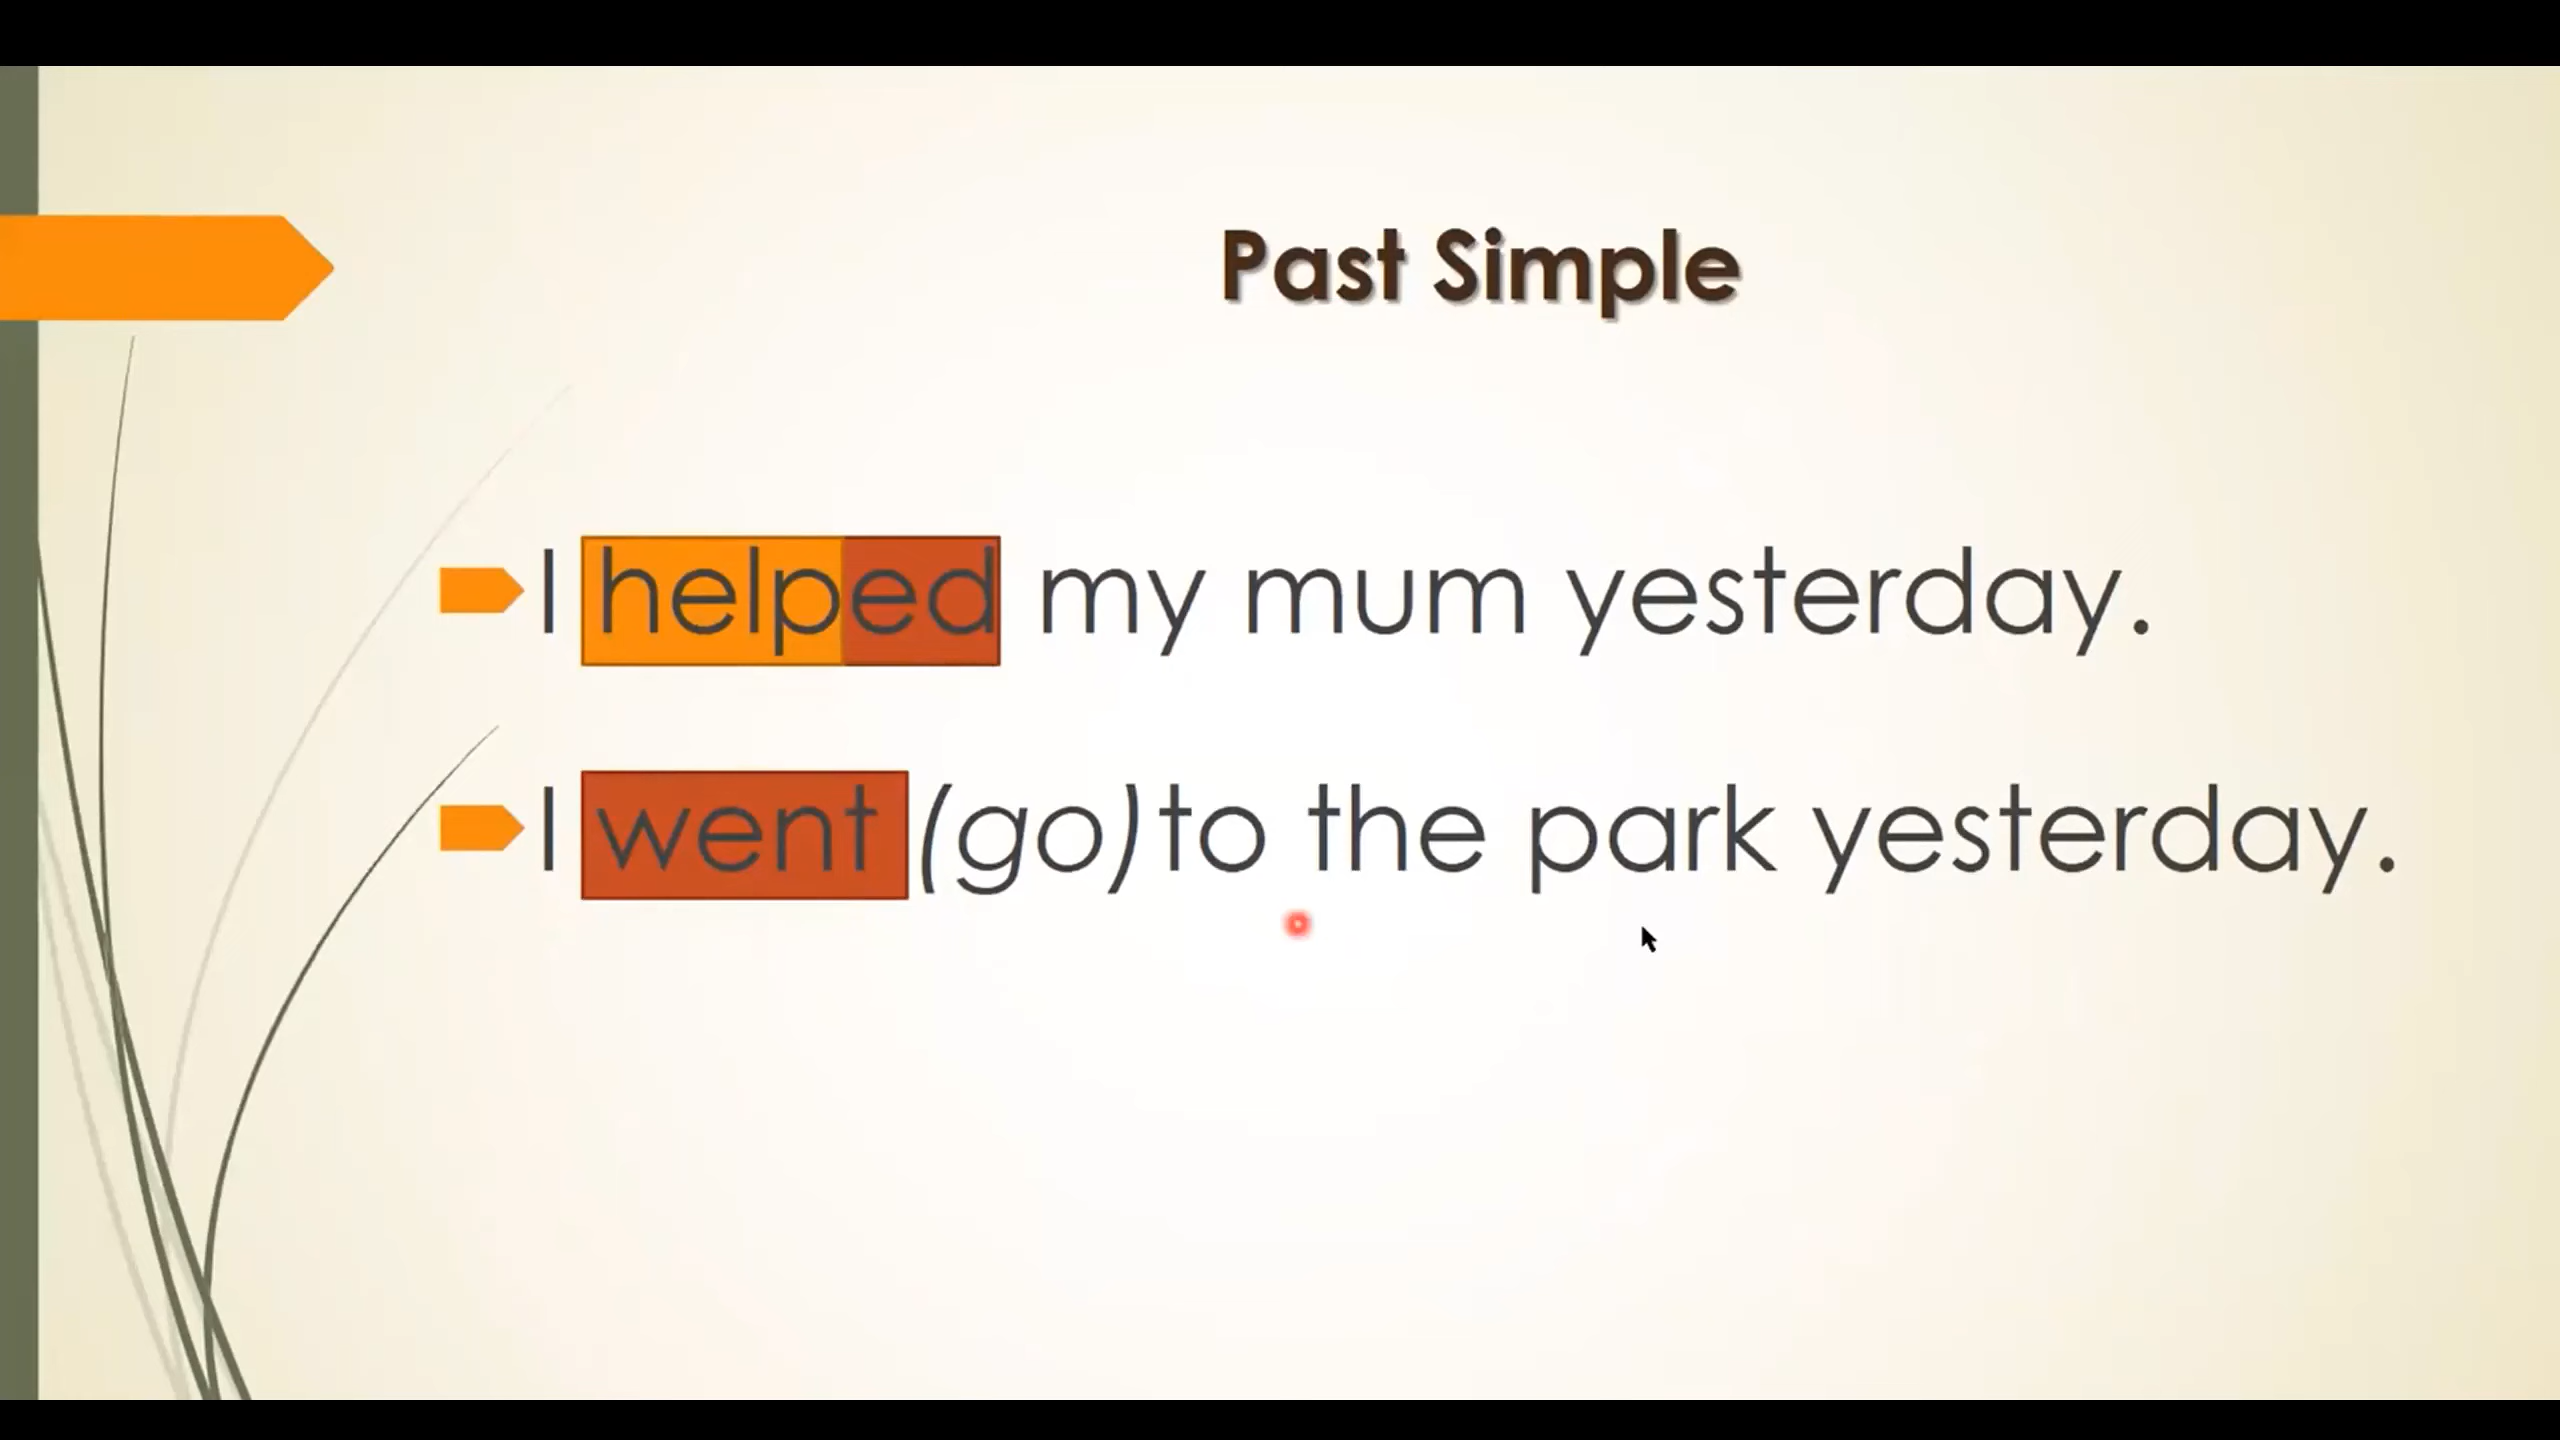 Past Simple
I helped my mum yesterday.
I went (go) to the park yesterday.